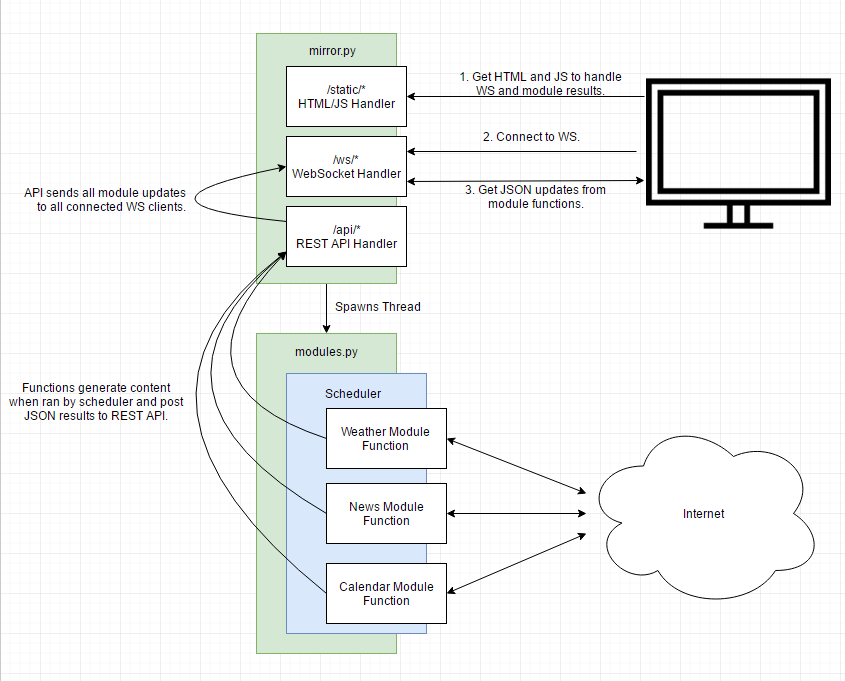 mirror.py
/static/*
HTML/JS Handler
1. Get HTML and JS to handle
WS and module results.
/ws/*
WebSocket Handler
2. Connect to WS.
3. Get JSON updates from
module functions.
API sends all module updates
to all connected WS clients.
/api/*
REST API Handler
Spawns Thread
modules.py
Scheduler
Functions generate content
when ran by scheduler and post
JSON results to REST API.
Weather Module
Function
News Module
Function
Calendar Module
Function
Internet